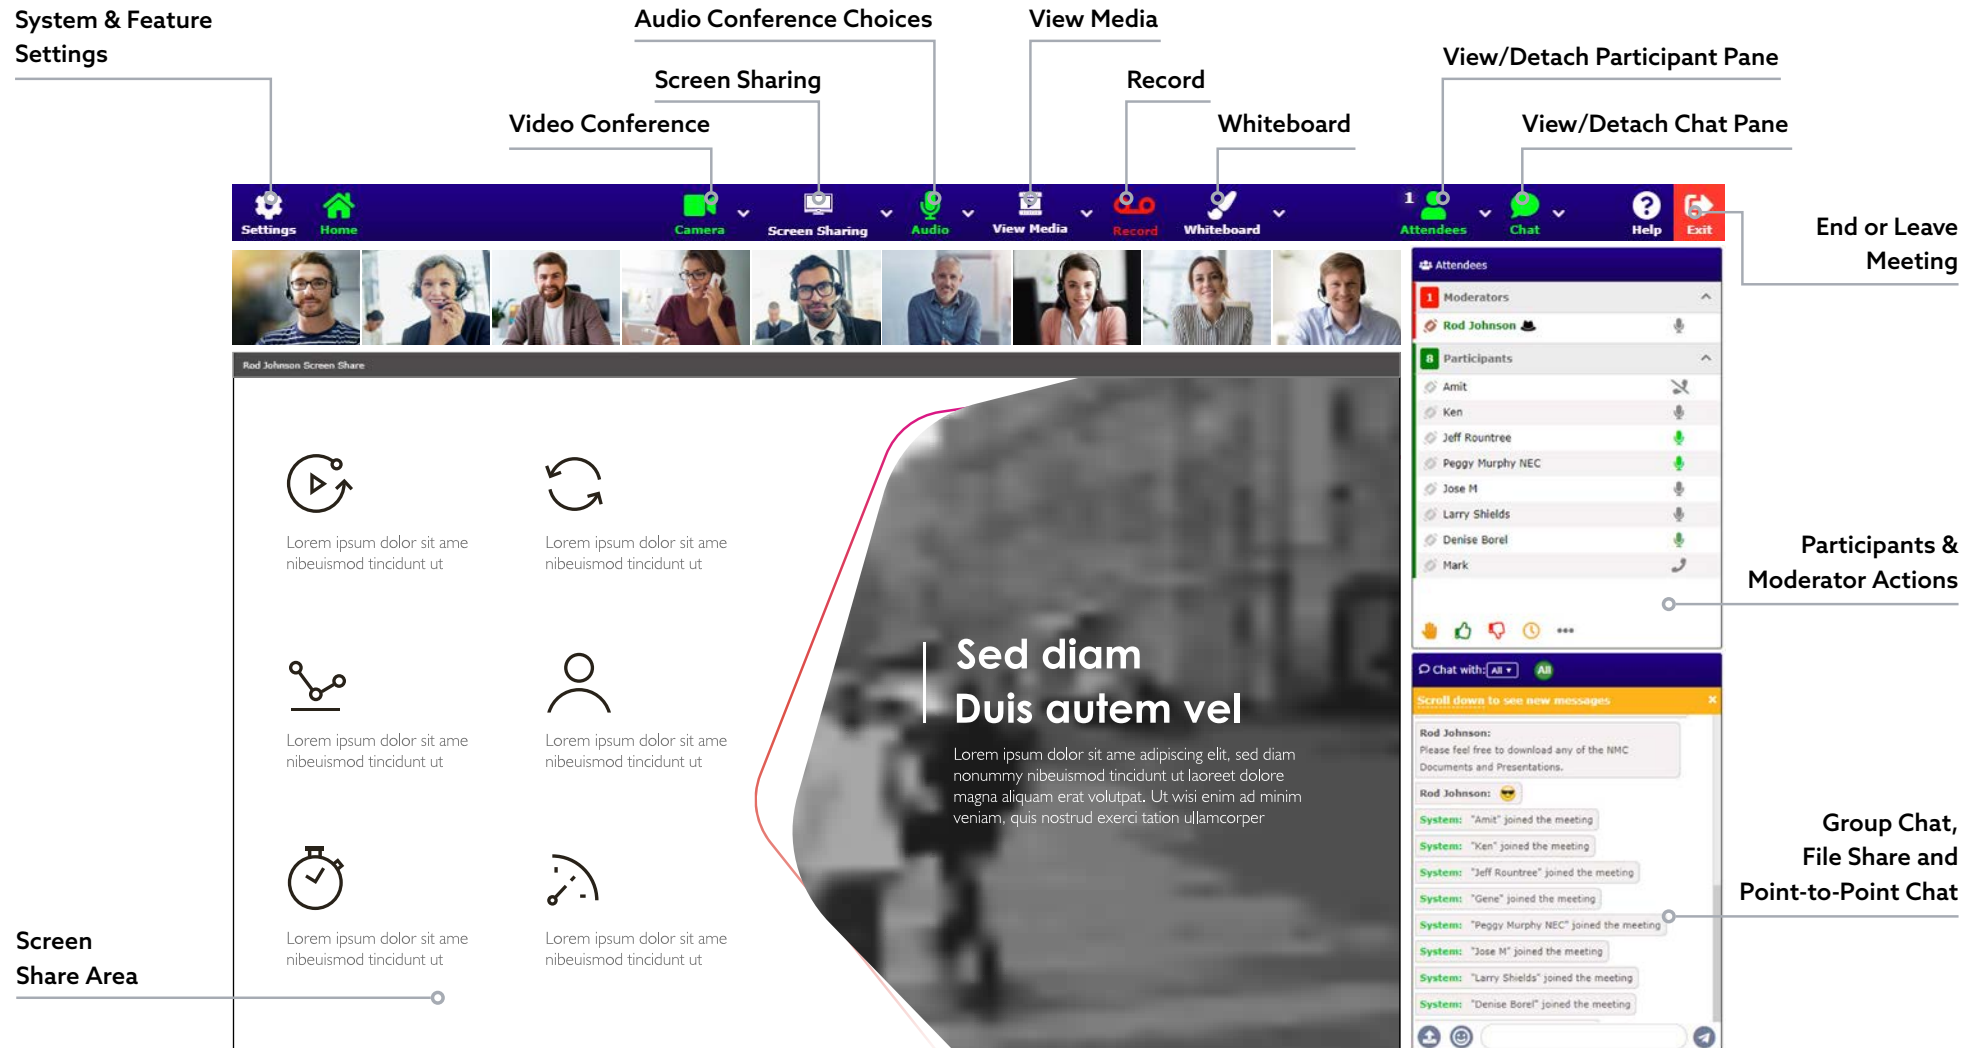 System & Feature
Settings
Audio Conference Choices
View Media
Screen Sharing
Record
View/Detach Participant Pane
Video Conference
Whiteboard
View/Detach Chat Pane
Settings
Home
Camera
Screen Sharing
Audio
View Media
Record
Whiteboard
1
Attendees
Chat
Help
Exit
End or Leave
Meeting
Attendees
1 Moderators
Rod Johnson
8 Participants
Amit
Ken
Jeff Rountree
Peggy Murphy NEC
Jose M
Larry Shields
Denise Borel
Mark
Participants &
Moderator Actions
Rod Johnson Screen Share
Lorem ipsum dolor sit ame
nibeuismod tincidunt ut
Lorem ipsum dolor sit ame
nibeuismod tincidunt ut
Lorem ipsum dolor sit ame
nibeuismod tincidunt ut
Lorem ipsum dolor sit ame
nibeuismod tincidunt ut
Lorem ipsum dolor sit ame
nibeuismod tincidunt ut
Lorem ipsum dolor sit ame
nibeuismod tincidunt ut
Sed diam
Duis autem vel
Lorem ipsum dolor sit ame adipiscing elit, sed diam
nonummy nibeuismod tincidunt ut laoreet dolore
magna aliquam erat volutpat. Ut wisi enim ad minim
veniam, quis nostrud exerci tation ullamcorper
Chat with: All All
Scroll down to see new messages ×
Rod Johnson:
Please feel free to download any of the NMC
Documents and Presentations.
Rod Johnson:
System: "Amit" joined the meeting
System: "Ken" joined the meeting
System: "Jeff Rountree" joined the meeting
System: "Gene" joined the meeting
System: "Peggy Murphy NEC" joined the meeting
System: "Jose M" joined the meeting
System: "Larry Shields" joined the meeting
System: "Denise Borel" joined the meeting
Group Chat,
File Share and
Point-to-Point Chat
Screen
Share Area